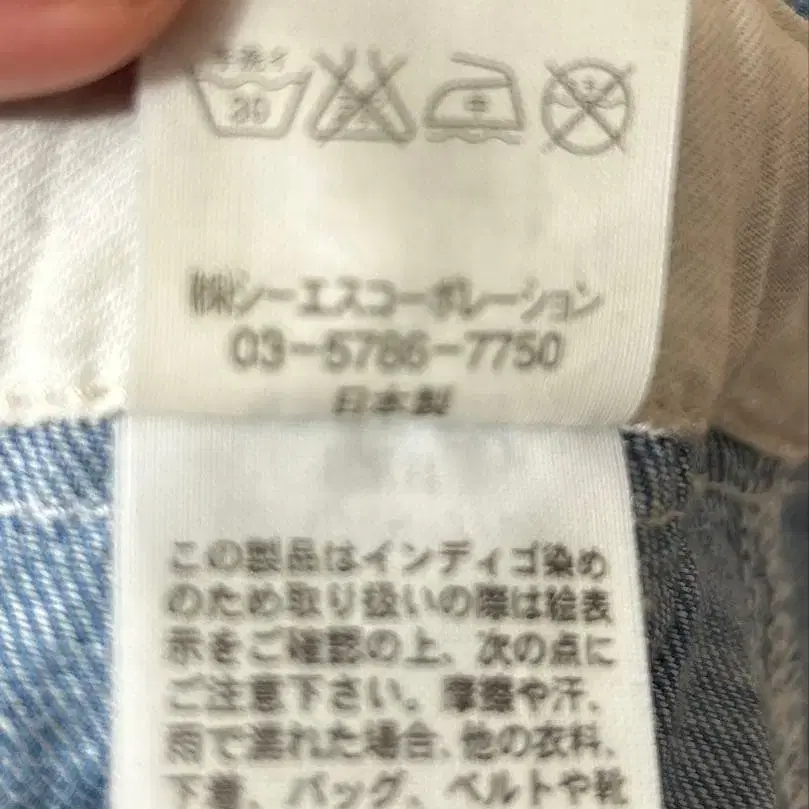 手洗イ
30
中
㈱シーエスコーポレーション
03-5786-7750
日本製
この製品はインディゴ染め
のため取り扱いの際は絵表
示をご確認の上、次の点に
ご注意下さい。摩擦や汗、
雨で濡れた場合、他の衣料、
下着、バッグ、ベルトや靴